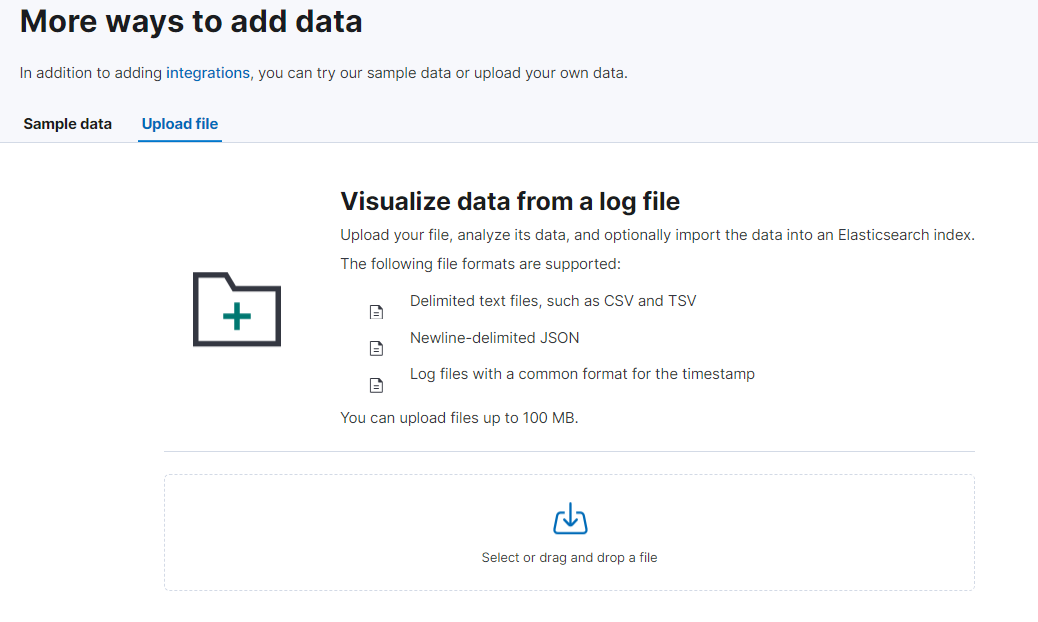 More ways to add data
In addition to adding integrations, you can try our sample data or upload your own data.
Sample data
Upload file
Visualize data from a log file
Upload your file, analyze its data, and optionally import the data into an Elasticsearch index.
The following file formats are supported:
Delimited text files, such as CSV and TSV
Newline-delimited JSON
Log files with a common format for the timestamp
You can upload files up to 100 MB.
Select or drag and drop a file